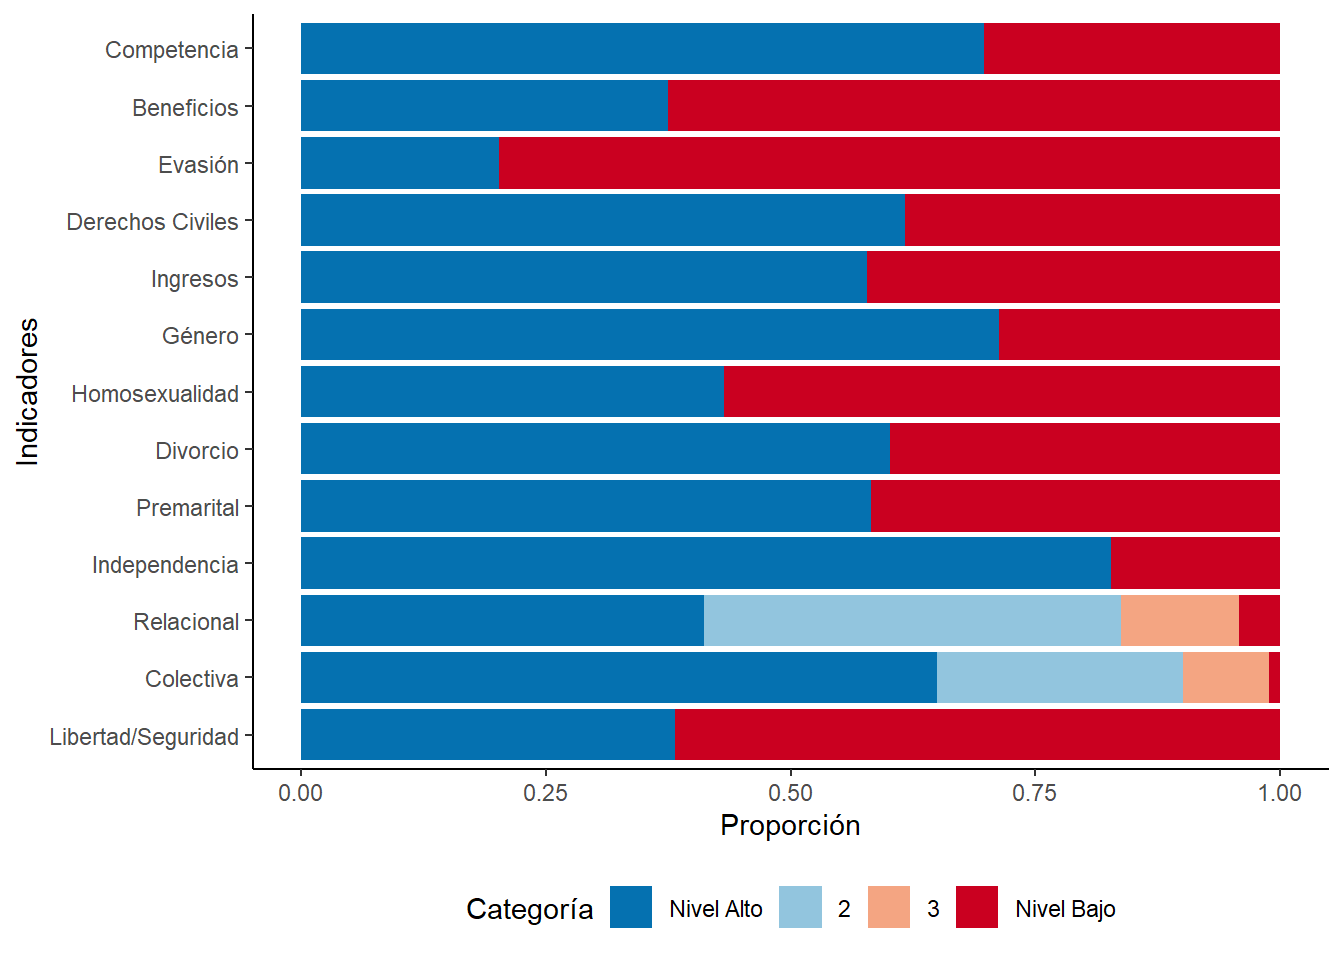 Indicadores
Competencia
Beneficios
Evasión
Derechos Civiles
Ingresos
Género
Homosexualidad
Divorcio
Premarital
Independencia
Relacional
Colectiva
Libertad/Seguridad
0.00 0.25 0.50 0.75 1.00
Proporción
Categoría Nivel Alto 2 3 Nivel Bajo